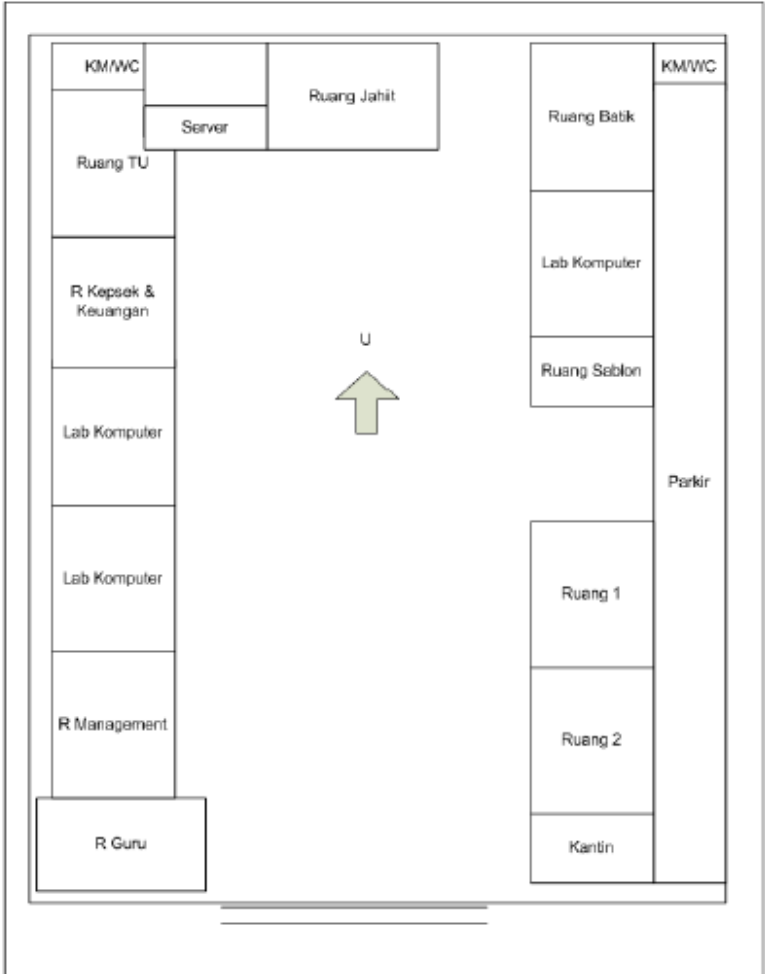 KM/WC
Ruang Jahit
Server
Ruang TU
R Kepsek &
Keuangan
Lab Komputer
Lab Komputer
R Management
R Guru
U
KM/WC
Ruang Batik
Lab Komputer
Ruang Sablon
Parkir
Ruang 1
Ruang 2
Kantin